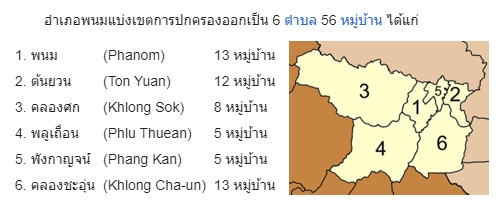 อำเภอพนมแบ่งเขตการปกครองออกเป็น 6 ตำบล 56 หมู่บ้าน ได้แก่
1. พนม (Phanom) 13 หมู่บ้าน
2. ต้นยวน (Ton Yuan) 12 หมู่บ้าน
3. คลองศก (Khlong Sok) 8 หมู่บ้าน
4. พลูเถื่อน (Phlu Thuean) 5 หมู่บ้าน
5. พังกาญจน์ (Phang Kan) 5 หมู่บ้าน
6. คลองชะอุ่น (Khlong Cha-un) 13 หมู่บ้าน
3
1
5
2
4
6